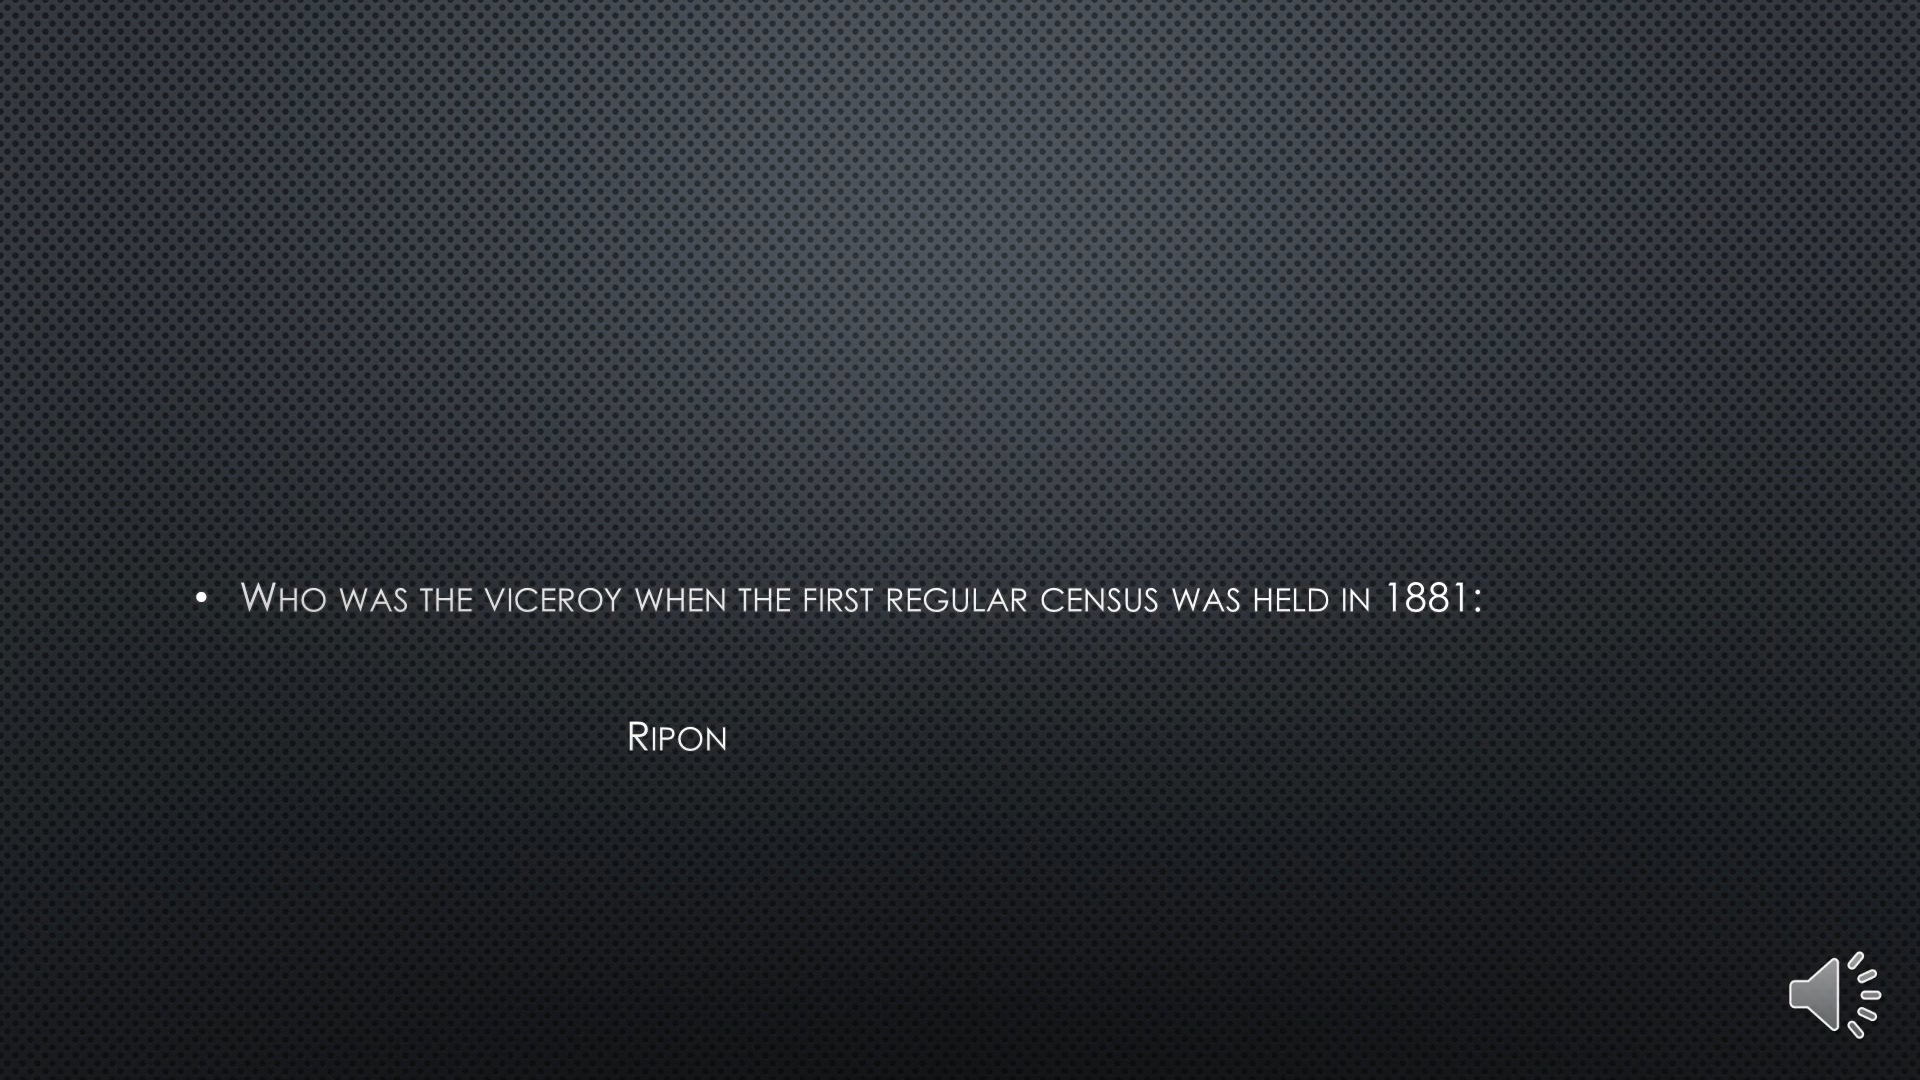 • Who was the viceroy when the first regular census was held in 1881:
Ripon